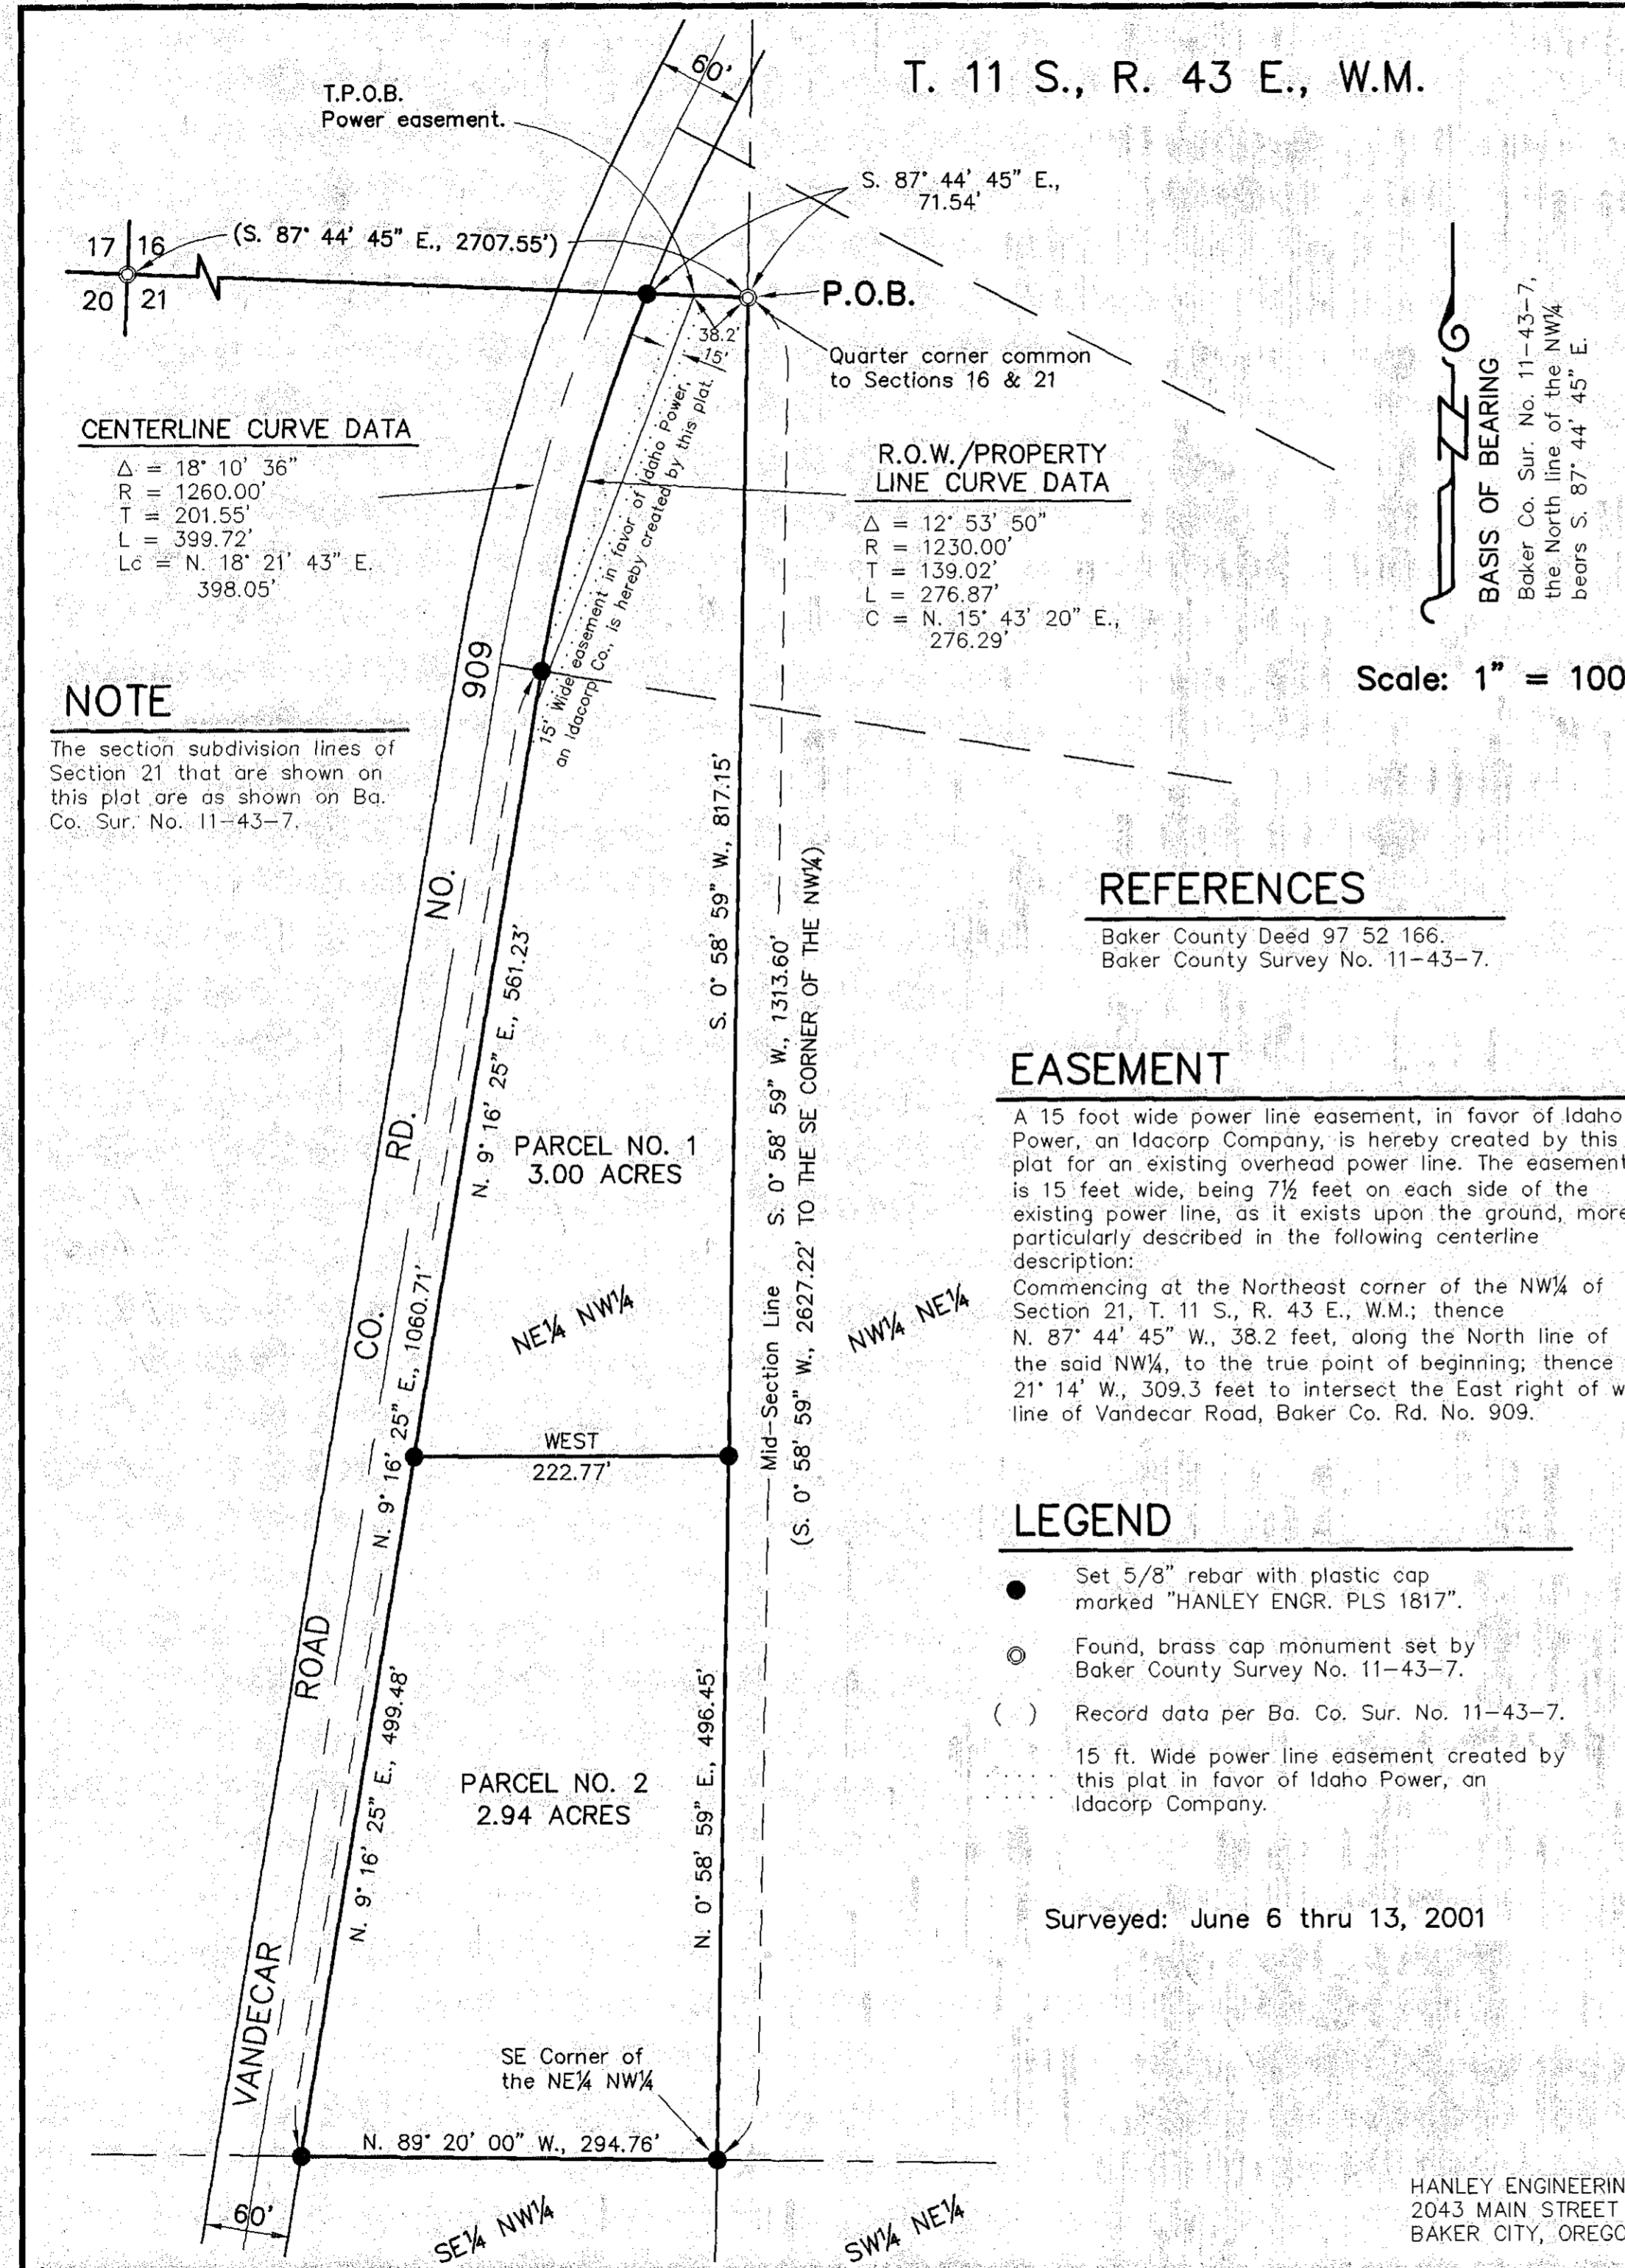 T. 11 S., R. 43 E., W.M.
60'
T.P.O.B.
Power easement.
S. 87° 44' 45" E.,
71.54'
17 16
(S. 87° 44' 45" E., 2707.55')
20 21
P.O.B.
38.2'
15'
Quarter corner common
to Sections 16 & 21
BASIS OF BEARING
Baker Co. Sur. No. 11-43-7,
the North line of the NW¼
bears S. 87° 44' 45" E.
CENTERLINE CURVE DATA
Δ = 18° 10' 36"
R = 1260.00'
T = 201.55'
L = 399.72'
Lc = N. 18° 21' 43" E.
398.05'
R.O.W./PROPERTY
LINE CURVE DATA
Δ = 12° 53' 50"
R = 1230.00'
T = 139.02'
L = 276.87'
C = N. 15° 43' 20" E.,
276.29'
15' Wide easement in favor of Idaho Power,
an Idacorp Co., is hereby created by this plat.
Scale: 1" = 100
NOTE
The section subdivision lines of
Section 21 that are shown on
this plat are as shown on Ba.
Co. Sur. No. 11-43-7.
VANDECAR ROAD CO. RD. NO. 909
N. 9° 16' 25" E., 561.23'
N. 9° 16' 25" E., 1060.71'
S. 0° 58' 59" W., 817.15'
Mid-Section Line S. 0° 58' 59" W., 1313.60'
(S. 0° 58' 59" W., 2627.22' TO THE SE CORNER OF THE NW¼)
REFERENCES
Baker County Deed 97 52 166.
Baker County Survey No. 11-43-7.
PARCEL NO. 1
3.00 ACRES
NE¼ NW¼
NW¼ NE¼
EASEMENT
A 15 foot wide power line easement, in favor of Idaho
Power, an Idacorp Company, is hereby created by this
plat for an existing overhead power line. The easement
is 15 feet wide, being 7½ feet on each side of the
existing power line, as it exists upon the ground, more
particularly described in the following centerline
description:
Commencing at the Northeast corner of the NW¼ of
Section 21, T. 11 S., R. 43 E., W.M.; thence
N. 87° 44' 45" W., 38.2 feet, along the North line of
the said NW¼, to the true point of beginning; thence
21° 14' W., 309.3 feet to intersect the East right of w
line of Vandecar Road, Baker Co. Rd. No. 909.
WEST
222.77'
LEGEND
Set 5/8" rebar with plastic cap
marked "HANLEY ENGR. PLS 1817".
Found, brass cap monument set by
Baker County Survey No. 11-43-7.
( ) Record data per Ba. Co. Sur. No. 11-43-7.
15 ft. Wide power line easement created by
this plat in favor of Idaho Power, an
Idacorp Company.
N. 9° 16' 25" E., 499.48'
N. 0° 58' 59" E., 496.45'
PARCEL NO. 2
2.94 ACRES
Surveyed: June 6 thru 13, 2001
SE Corner of
the NE¼ NW¼
N. 89° 20' 00" W., 294.76'
60'
SE¼ NW¼
SW¼ NE¼
HANLEY ENGINEERIN
2043 MAIN STREET
BAKER CITY, OREGO